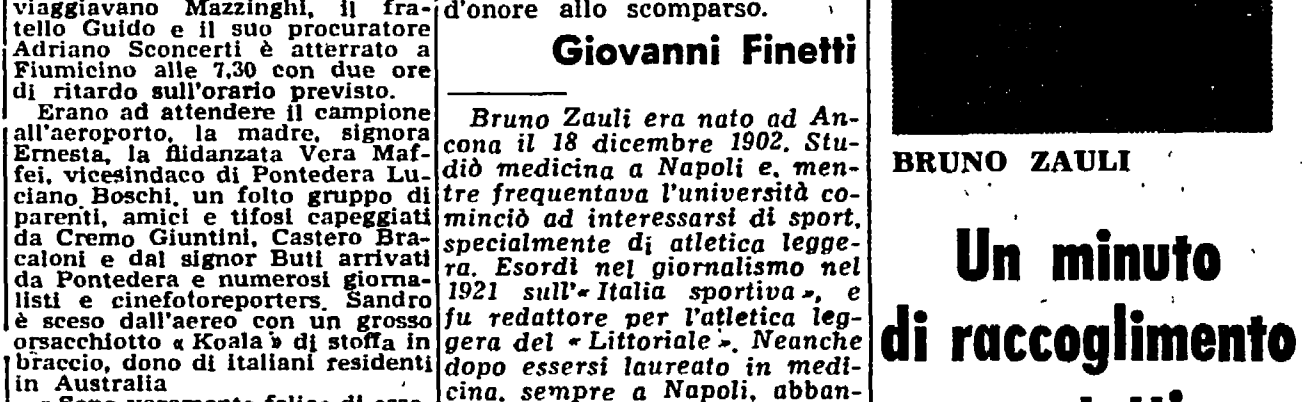 viaggiavano Mazzinghi, il fra-
tello Guido e il suo procuratore
Adriano Sconcerti è atterrato a
Fiumicino alle 7,30 con due ore
di ritardo sull'orario previsto.
Erano ad attendere il campione
all'aeroporto, la madre, signora
Ernesta, la fidanzata Vera Maf-
fei, vicesindaco di Pontedera Lu-
ciano Boschi, un folto gruppo di
parenti, amici e tifosi capeggiati
da Cremo Giuntini, Castero Bra-
caloni e dal signor Buti arrivati
da Pontedera e numerosi giorna-
listi e cinefotoreporters. Sandro
è sceso dall'aereo con un grosso
orsacchiotto « Koala » di stoffa in
braccio, dono di italiani residenti
in Australia
d'onore allo scomparso.
Giovanni Finetti
Bruno Zauli era nato ad An-
cona il 18 dicembre 1902. Stu-
diò medicina a Napoli e, men-
tre frequentava l'università co-
minciò ad interessarsi di sport,
specialmente di atletica legge-
ra. Esordì nel giornalismo nel
1921 sull'« Italia sportiva », e
fu redattore per l'atletica leg-
gera del « Littoriale ». Neanche
dopo essersi laureato in medi-
cina, sempre a Napoli, abban-
BRUNO ZAULI
Un minuto
di raccoglimento